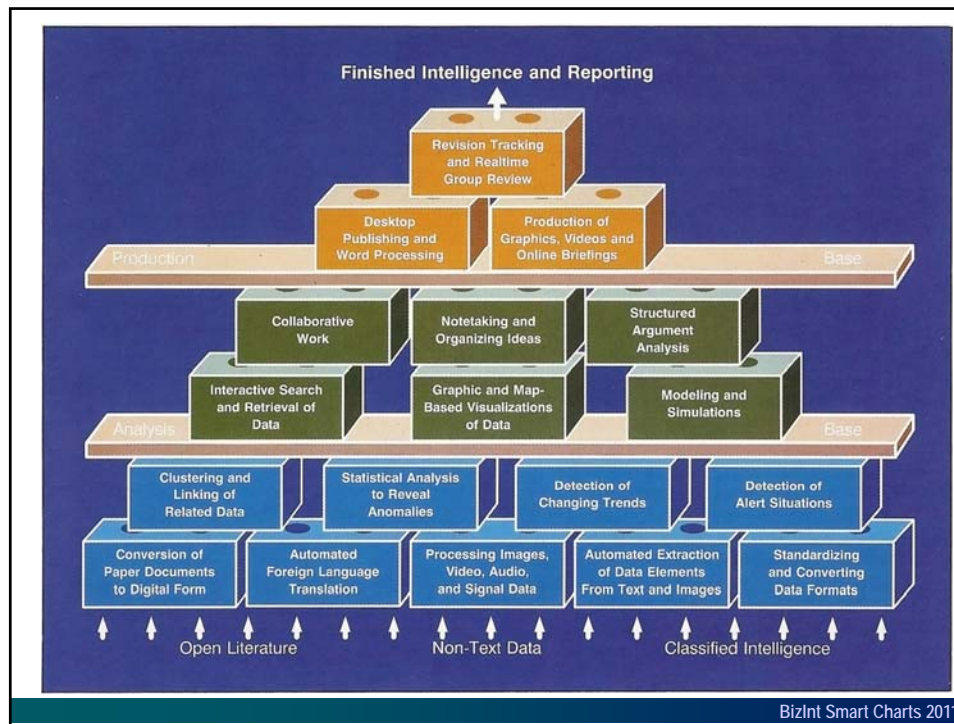 Finished Intelligence and Reporting
Revision Tracking
and Realtime
Group Review
Desktop
Publishing and
Word Processing
Production of
Graphics, Videos and
Online Briefings
Production
Base
Collaborative
Work
Notetaking and
Organizing Ideas
Structured
Argument
Analysis
Interactive Search
and Retrieval of
Data
Graphic and Map-
Based Visualizations
of Data
Modeling and
Simulations
Analysis
Base
Clustering and
Linking of
Related Data
Statistical Analysis
to Reveal
Anomalies
Detection of
Changing Trends
Detection of
Alert Situations
Conversion of
Paper Documents
to Digital Form
Automated
Foreign Language
Translation
Processing Images,
Video, Audio,
and Signal Data
Automated Extraction
of Data Elements
From Text and Images
Standardizing
and Converting
Data Formats
Open Literature
Non-Text Data
Classified Intelligence
BizInt Smart Charts 2011